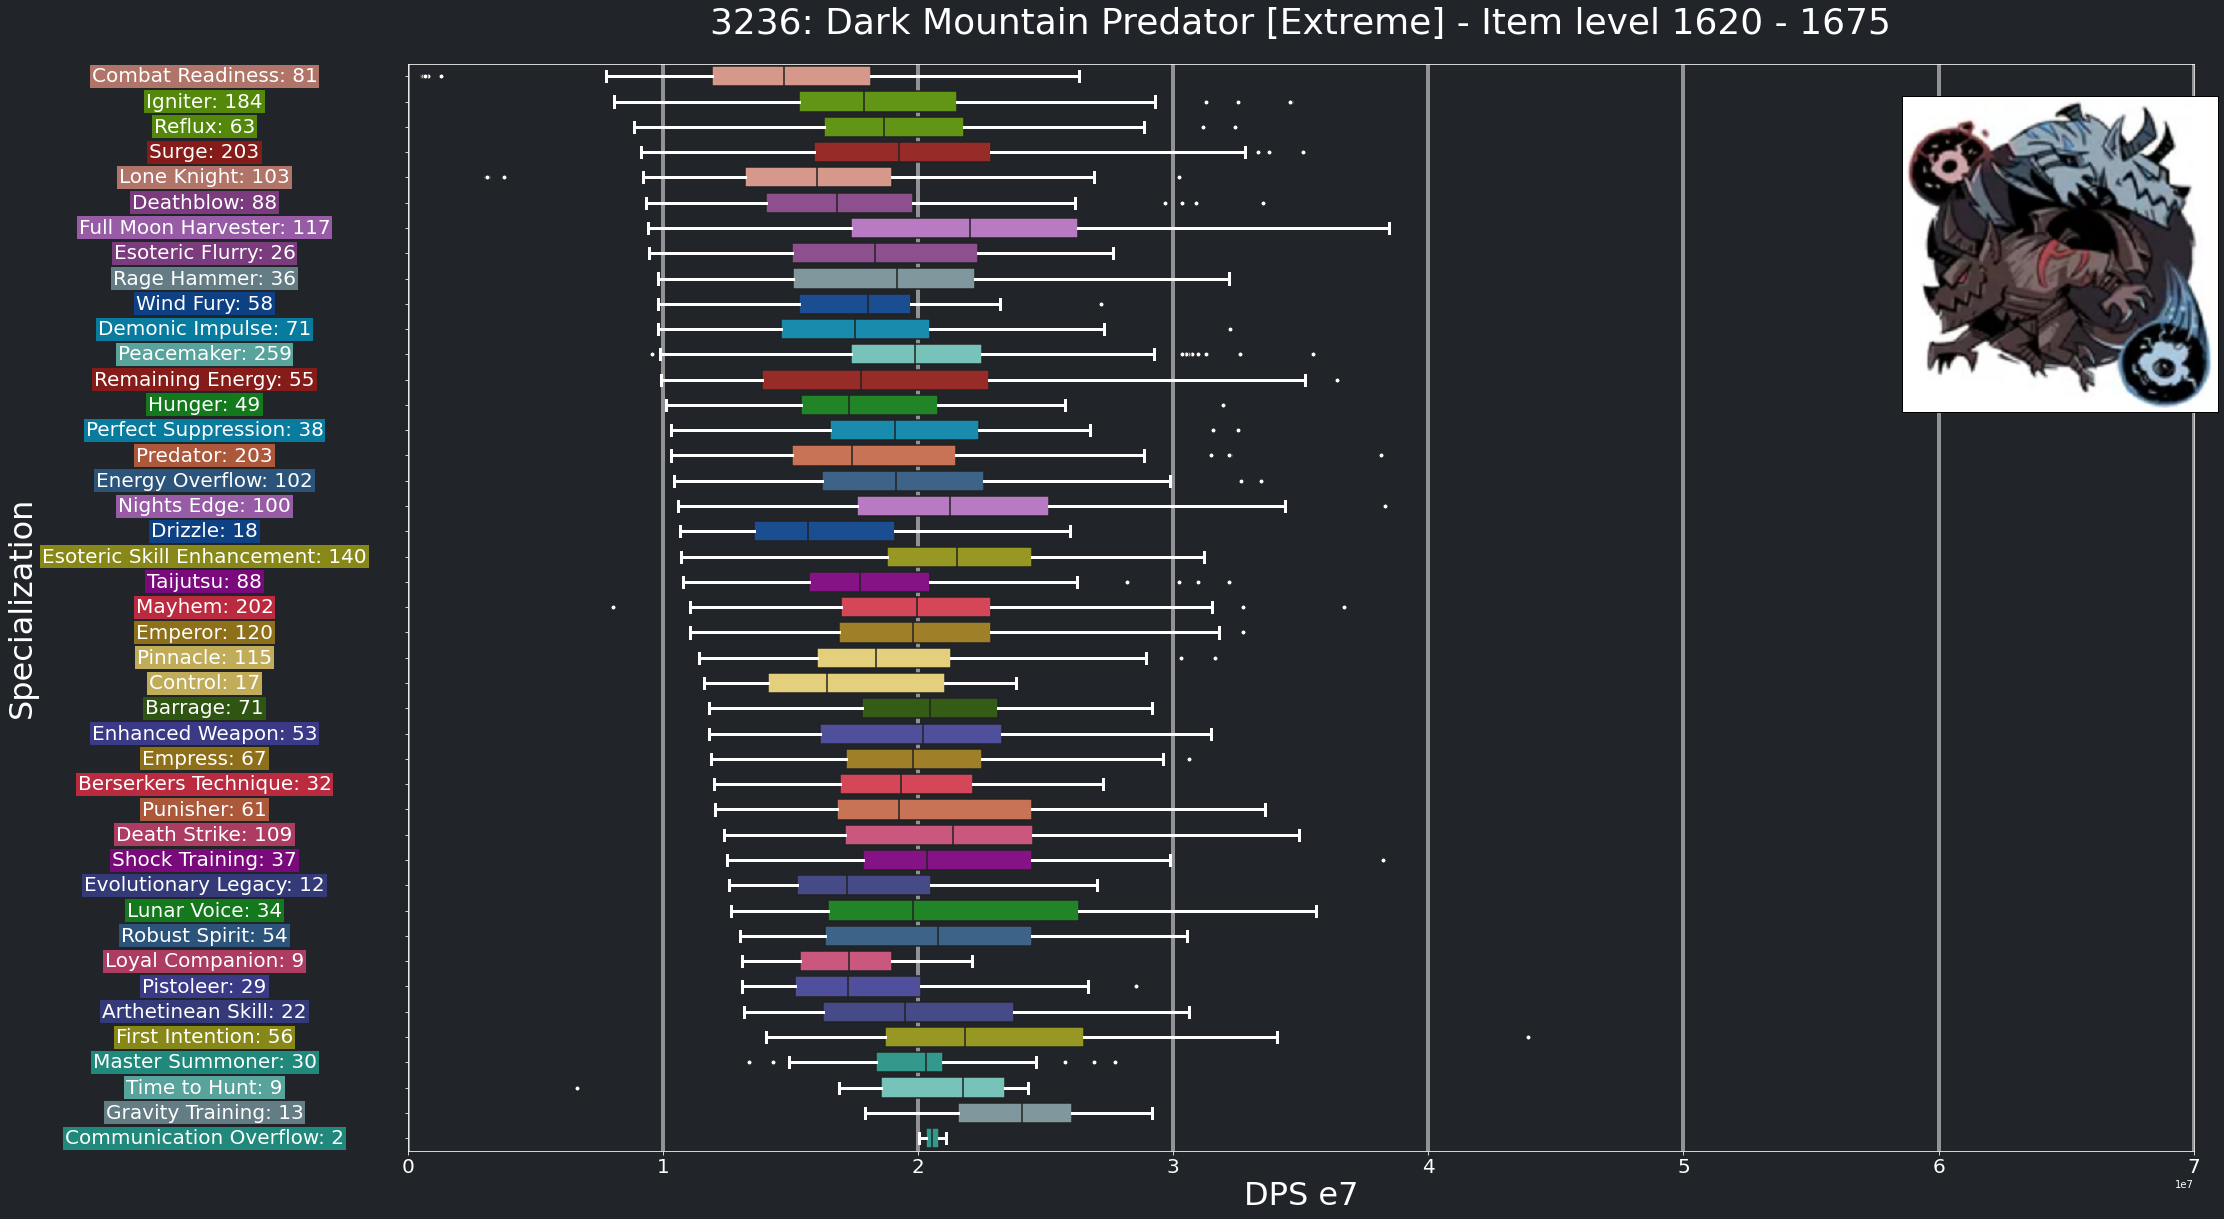 3236: Dark Mountain Predator [Extreme] - Item level 1620 - 1675
Combat Readiness: 81
Igniter: 184
Reflux: 63
Surge: 203
Lone Knight: 103
Deathblow: 88
Full Moon Harvester: 117
Esoteric Flurry: 26
Rage Hammer: 36
Wind Fury: 58
Demonic Impulse: 71
Peacemaker: 259
Remaining Energy: 55
Hunger: 49
Perfect Suppression: 38
Predator: 203
Energy Overflow: 102
Nights Edge: 100
Drizzle: 18
Esoteric Skill Enhancement: 140
Taijutsu: 88
Mayhem: 202
Emperor: 120
Pinnacle: 115
Control: 17
Barrage: 71
Enhanced Weapon: 53
Empress: 67
Berserkers Technique: 32
Punisher: 61
Death Strike: 109
Shock Training: 37
Evolutionary Legacy: 12
Lunar Voice: 34
Robust Spirit: 54
Loyal Companion: 9
Pistoleer: 29
Arthetinean Skill: 22
First Intention: 56
Master Summoner: 30
Time to Hunt: 9
Gravity Training: 13
Communication Overflow: 2
Specialization
0 1 2 3 4 5 6 7
1e7
DPS e7